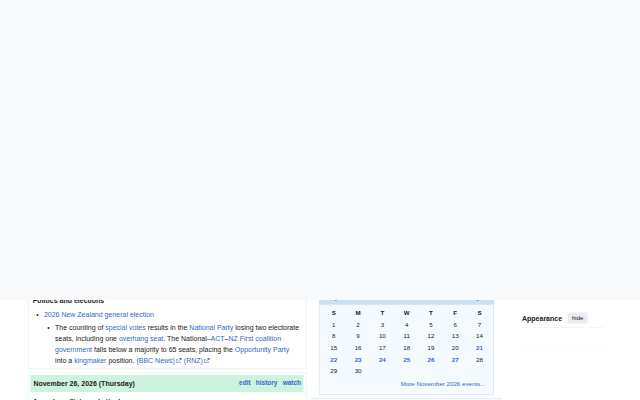 Politics and elections
• 2026 New Zealand general election
• The counting of special votes results in the National Party losing two electorate
seats, including one overhang seat. The National–ACT–NZ First coalition
government falls below a majority to 65 seats, placing the Opportunity Party
into a kingmaker position. (BBC News) (RNZ)
November 26, 2026 (Thursday) edit history watch
S M T W T F S
1 2 3 4 5 6 7
8 9 10 11 12 13 14
15 16 17 18 19 20 21
22 23 24 25 26 27 28
29 30
More November 2026 events...
Appearance hide